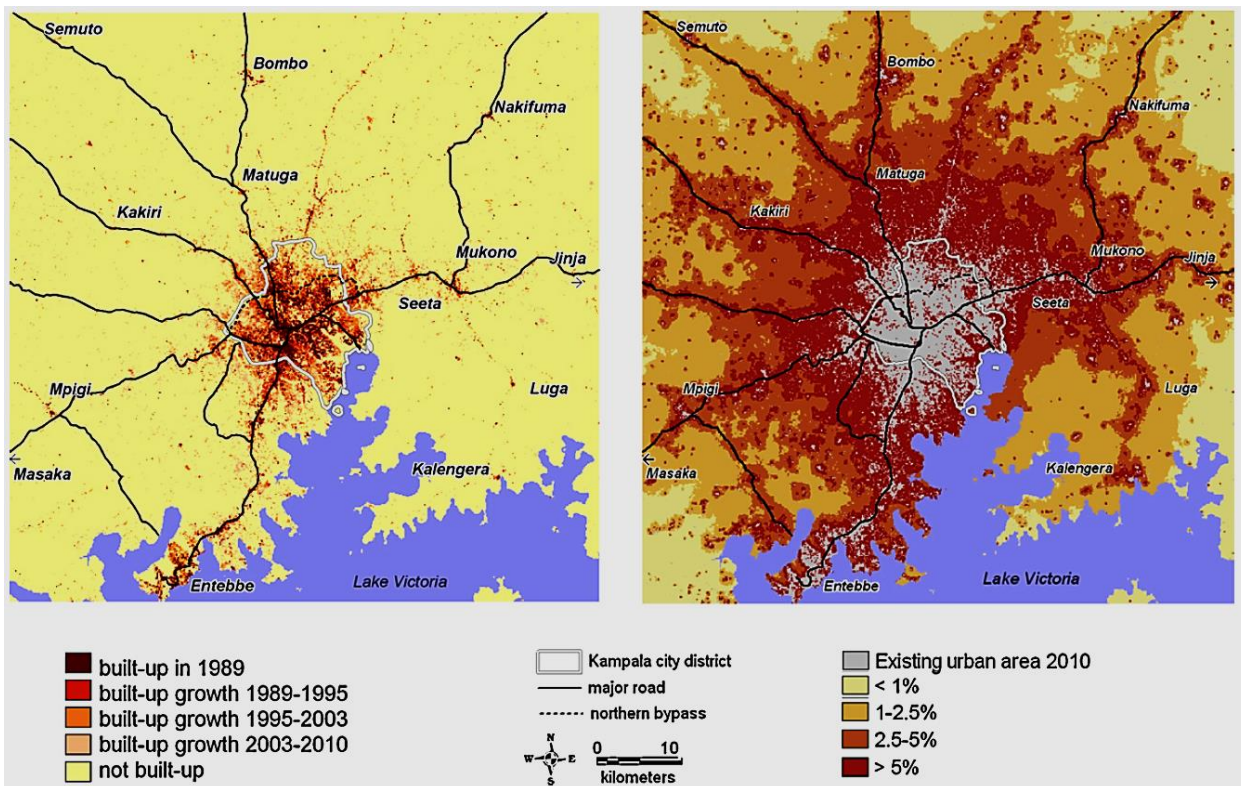 Semuto
Bombo
Nakifuma
Matuga
Kakiri
Mukono
Jinja
Seeta
Mpigi
Luga
Masaka
Kalengera
Entebbe
Lake Victoria
Semuto
Bombo
Nakifuma
Matuga
Kakiri
Mukono
Jinja
Seeta
Mpigi
Luga
Masaka
Kalengera
Entebbe
Lake Victoria
built-up in 1989
built-up growth 1989-1995
built-up growth 1995-2003
built-up growth 2003-2010
not built-up
Kampala city district
major road
northern bypass
N
W E
S
0 10
kilometers
Existing urban area 2010
< 1%
1-2.5%
2.5-5%
> 5%